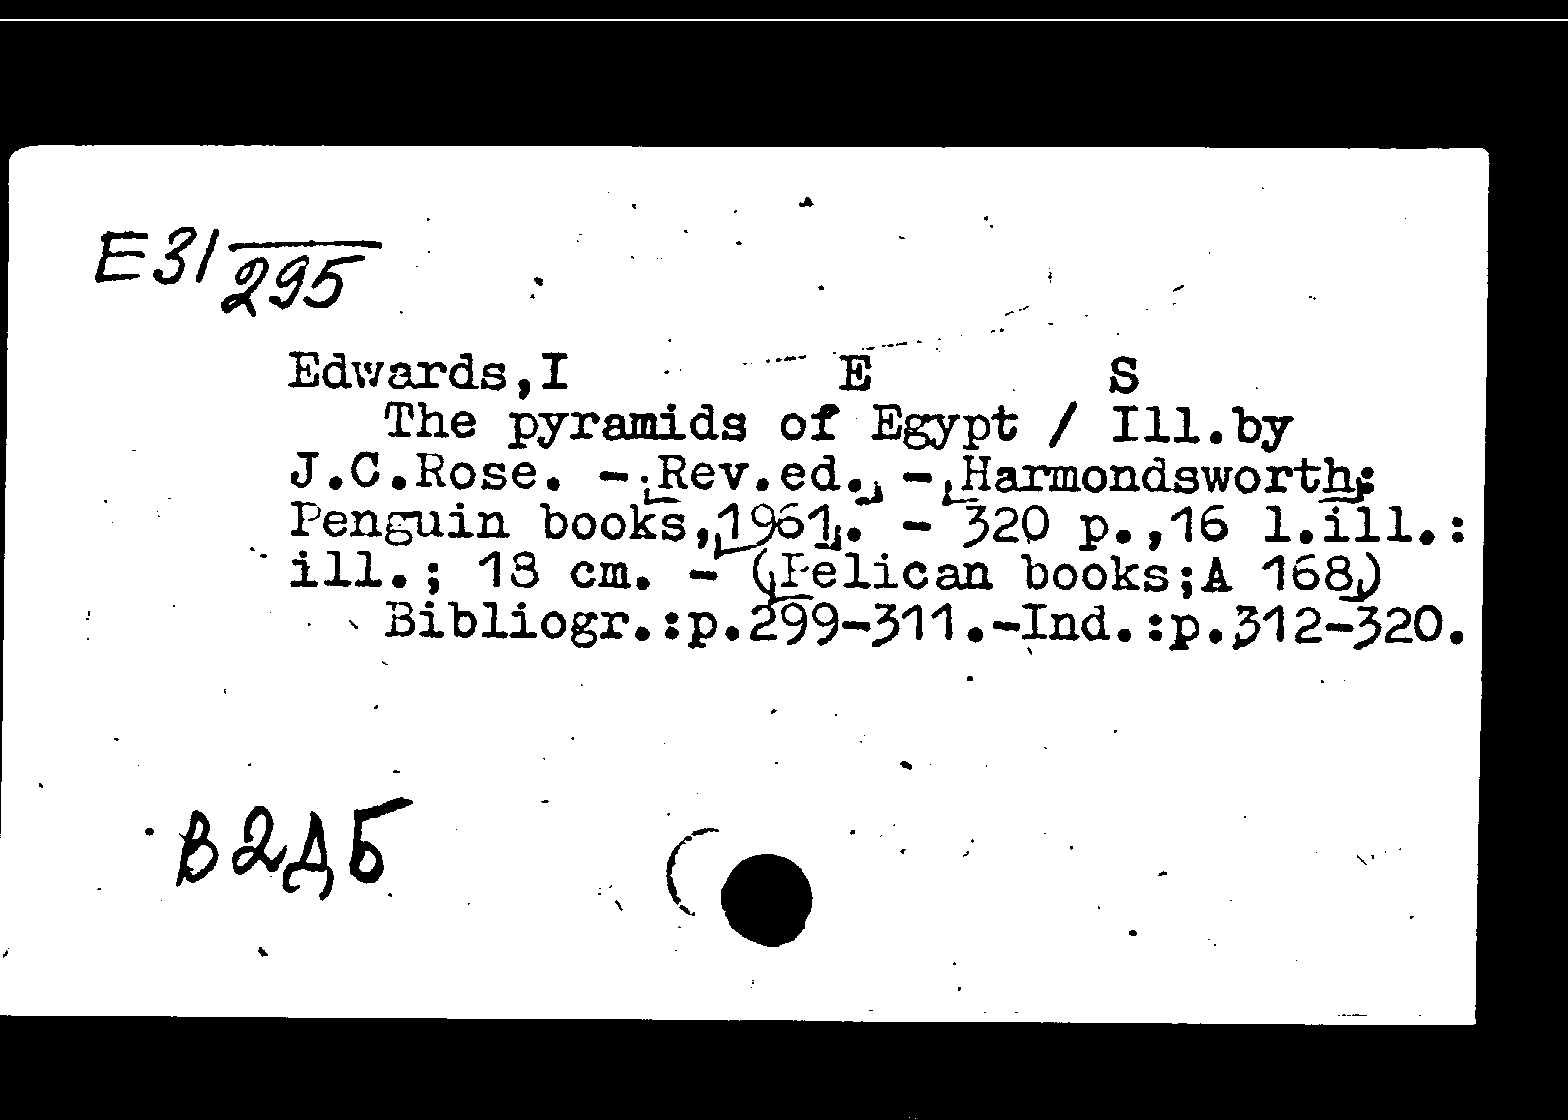 E31/295
Edwards,I E S
The pyramids of Egypt / Ill.by
J.C.Rose. - Rev.ed. - Harmondsworth:
Penguin books, 1961. - 320 p.,16 l.ill.:
ill.; 18 cm. - (Pelican books;A 168)
Bibliogr.:p.299-311.-Ind.:p.312-320.
В2ДБ